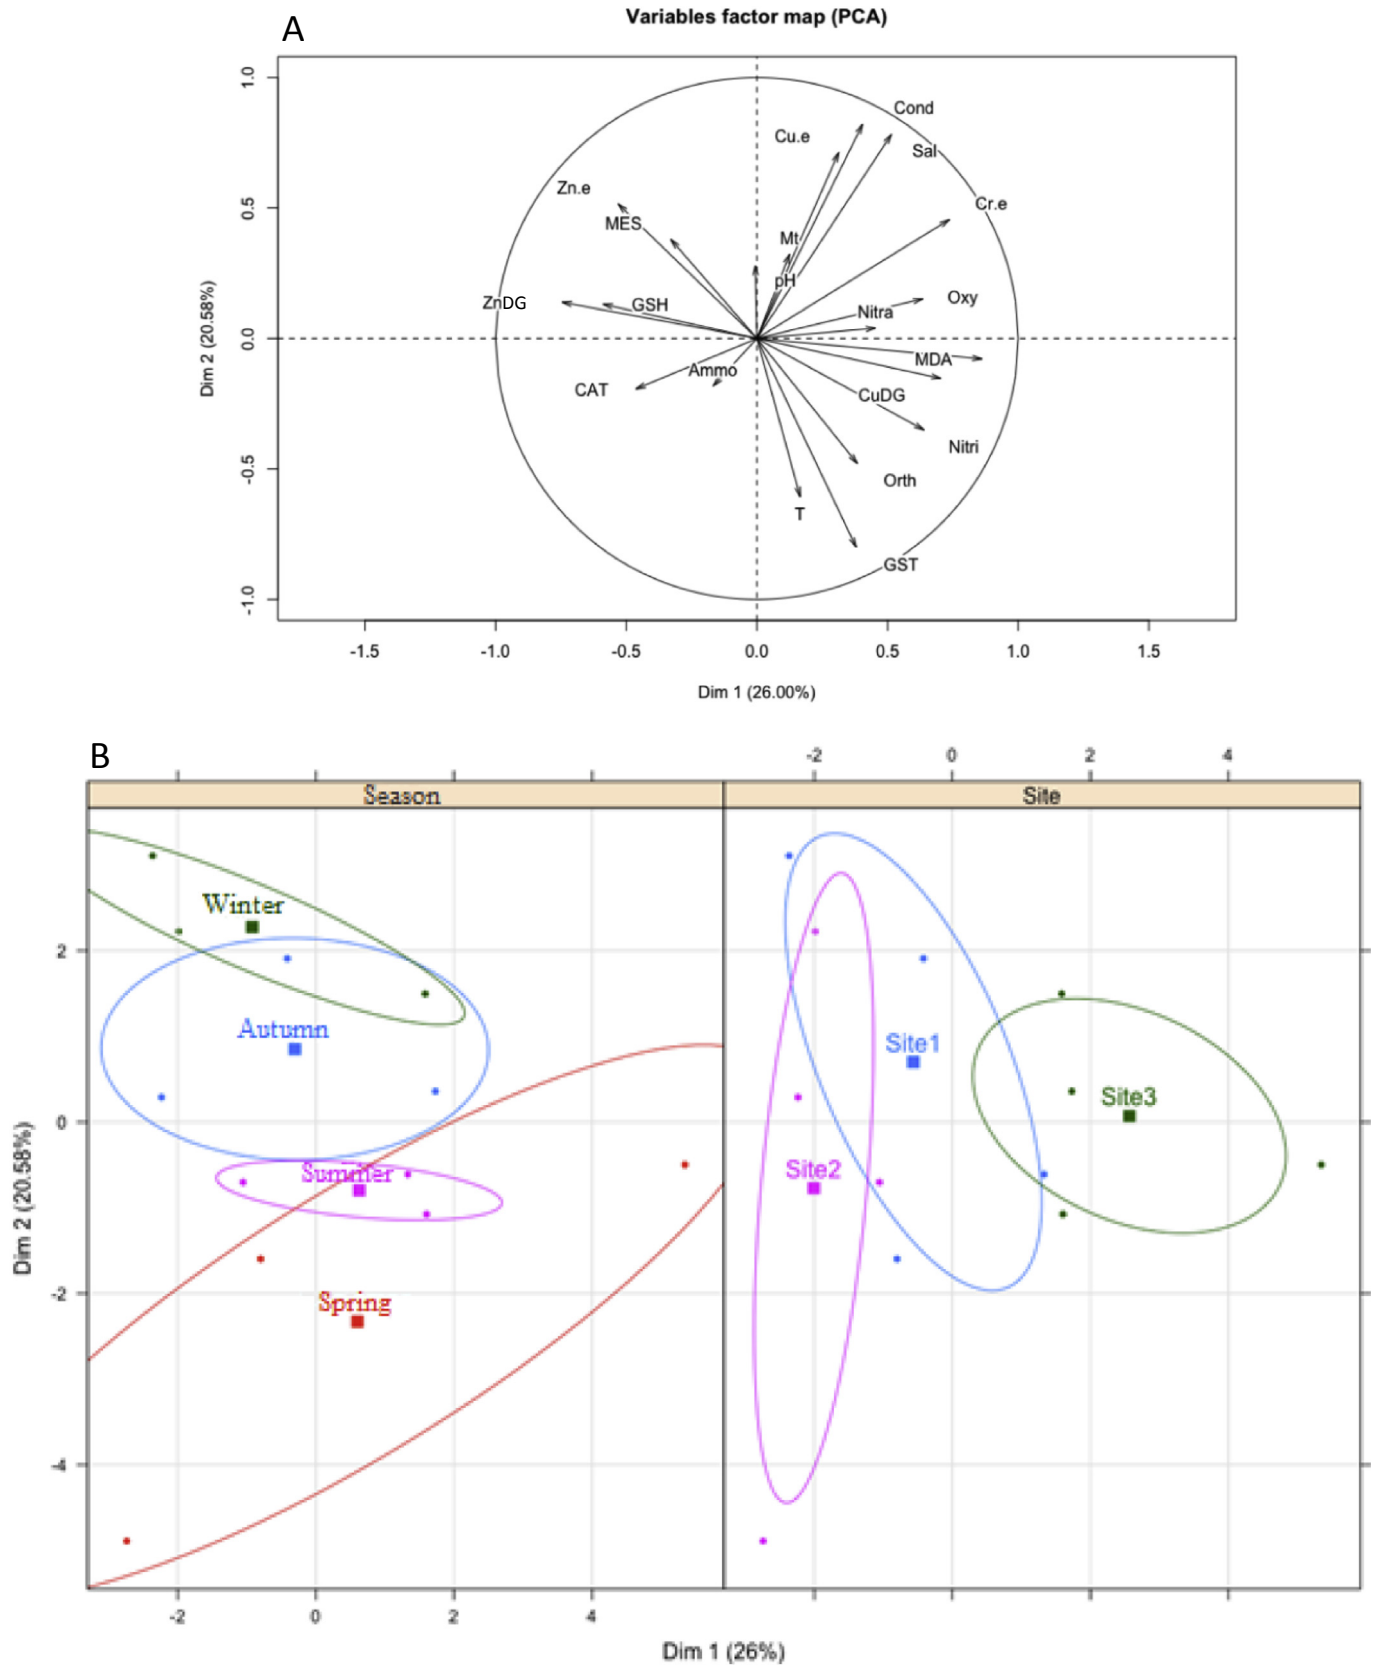 A
Variables factor map (PCA)
Cond
Cu.e
Sal
Zn.e
Cr.e
MES
Mt
pH
Oxy
ZnDG
GSH
Nitra
MDA
Ammo
CAT
CuDG
Nitri
Orth
T
GST
1.0
0.5
0.0
-0.5
-1.0
Dim 2 (20.58%)
-1.5 -1.0 -0.5 0.0 0.5 1.0 1.5
Dim 1 (26.00%)
B
-2 0 2 4
Season Site
Winter
Autumn
Summer
Spring
Site1
Site3
Site2
2
0
-2
-4
Dim 2 (20.58%)
-2 0 2 4
Dim 1 (26%)